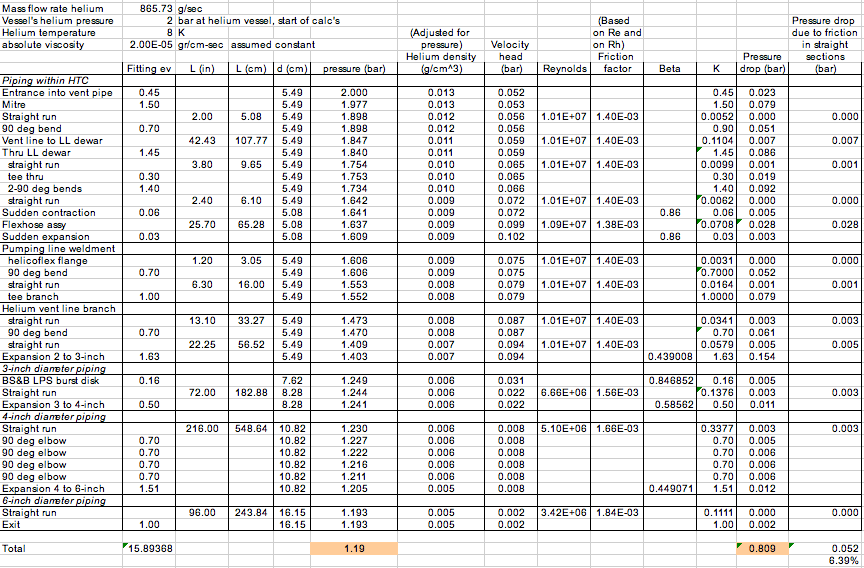 Mass flow rate helium 865.73 g/sec
Vessel's helium pressure 2 bar at helium vessel, start of calc's (Based Pressure drop
Helium temperature 8 K (Adjusted for on Re and due to friction
absolute viscosity 2.00E-05 gr/cm-sec assumed constant pressure) Velocity on Rh) in straight
Helium density head Friction Pressure sections
Fitting ev L (in) L (cm) d (cm) pressure (bar) (g/cm^3) (bar) Reynolds factor Beta K drop (bar) (bar)
Piping within HTC
Entrance into vent pipe 0.45 5.49 2.000 0.013 0.052 0.45 0.023
Mitre 1.50 5.49 1.977 0.013 0.053 1.50 0.079
Straight run 2.00 5.08 5.49 1.898 0.012 0.056 1.01E+07 1.40E-03 0.0052 0.000 0.000
90 deg bend 0.70 5.49 1.898 0.012 0.056 0.90 0.051
Vent line to LL dewar 42.43 107.77 5.49 1.847 0.011 0.059 1.01E+07 1.40E-03 0.1104 0.007 0.007
Thru LL dewar 1.45 5.49 1.840 0.011 0.059 1.45 0.086
straight run 3.80 9.65 5.49 1.754 0.010 0.065 1.01E+07 1.40E-03 0.0099 0.001 0.001
tee thru 0.30 5.49 1.753 0.010 0.065 0.30 0.019
2-90 deg bends 1.40 5.49 1.734 0.010 0.066 1.40 0.092
straight run 2.40 6.10 5.49 1.642 0.009 0.072 1.01E+07 1.40E-03 0.0062 0.000 0.000
Sudden contraction 0.06 5.08 1.641 0.009 0.072 0.86 0.06 0.005
Flexhose assy 25.70 65.28 5.08 1.637 0.009 0.099 1.09E+07 1.38E-03 0.0708 0.028 0.028
Sudden expansion 0.03 5.08 1.609 0.009 0.102 0.86 0.03 0.003
Pumping line weldment
helicoflex flange 1.20 3.05 5.49 1.606 0.009 0.075 1.01E+07 1.40E-03 0.0031 0.000 0.000
90 deg bend 0.70 5.49 1.606 0.009 0.075 0.7000 0.052
straight run 6.30 16.00 5.49 1.553 0.008 0.079 1.01E+07 1.40E-03 0.0164 0.001 0.001
tee branch 1.00 5.49 1.552 0.008 0.079 1.0000 0.079
Helium vent line branch
straight run 13.10 33.27 5.49 1.473 0.008 0.087 1.01E+07 1.40E-03 0.0341 0.003 0.003
90 deg bend 0.70 5.49 1.470 0.008 0.087 0.70 0.061
straight run 22.25 56.52 5.49 1.409 0.007 0.094 1.01E+07 1.40E-03 0.0579 0.005 0.005
Expansion 2 to 3-inch 1.63 5.49 1.403 0.007 0.094 0.439008 1.63 0.154
3-inch diameter piping
BS&B LPS burst disk 0.16 7.62 1.249 0.006 0.031 0.846852 0.16 0.005
Straight run 72.00 182.88 8.28 1.244 0.006 0.022 6.66E+06 1.56E-03 0.1376 0.003 0.003
Expansion 3 to 4-inch 0.50 8.28 1.241 0.006 0.022 0.58562 0.50 0.011
4-inch diameter piping
Straight run 216.00 548.64 10.82 1.230 0.006 0.008 5.10E+06 1.66E-03 0.3377 0.003 0.003
90 deg elbow 0.70 10.82 1.227 0.006 0.008 0.70 0.005
90 deg elbow 0.70 10.82 1.222 0.006 0.008 0.70 0.006
90 deg elbow 0.70 10.82 1.216 0.006 0.008 0.70 0.006
90 deg elbow 0.70 10.82 1.211 0.006 0.008 0.70 0.006
Expansion 4 to 6-inch 1.51 10.82 1.205 0.005 0.008 0.449071 1.51 0.012
6-inch diameter piping
Straight run 96.00 243.84 16.15 1.193 0.005 0.002 3.42E+06 1.84E-03 0.1111 0.000 0.000
Exit 1.00 16.15 1.193 0.005 0.002 1.00 0.002
Total 15.89368 1.19 0.809 0.052
6.39%